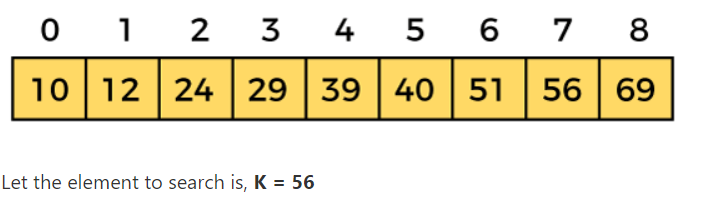 0 1 2 3 4 5 6 7 8
10 12 24 29 39 40 51 56 69
Let the element to search is, K = 56